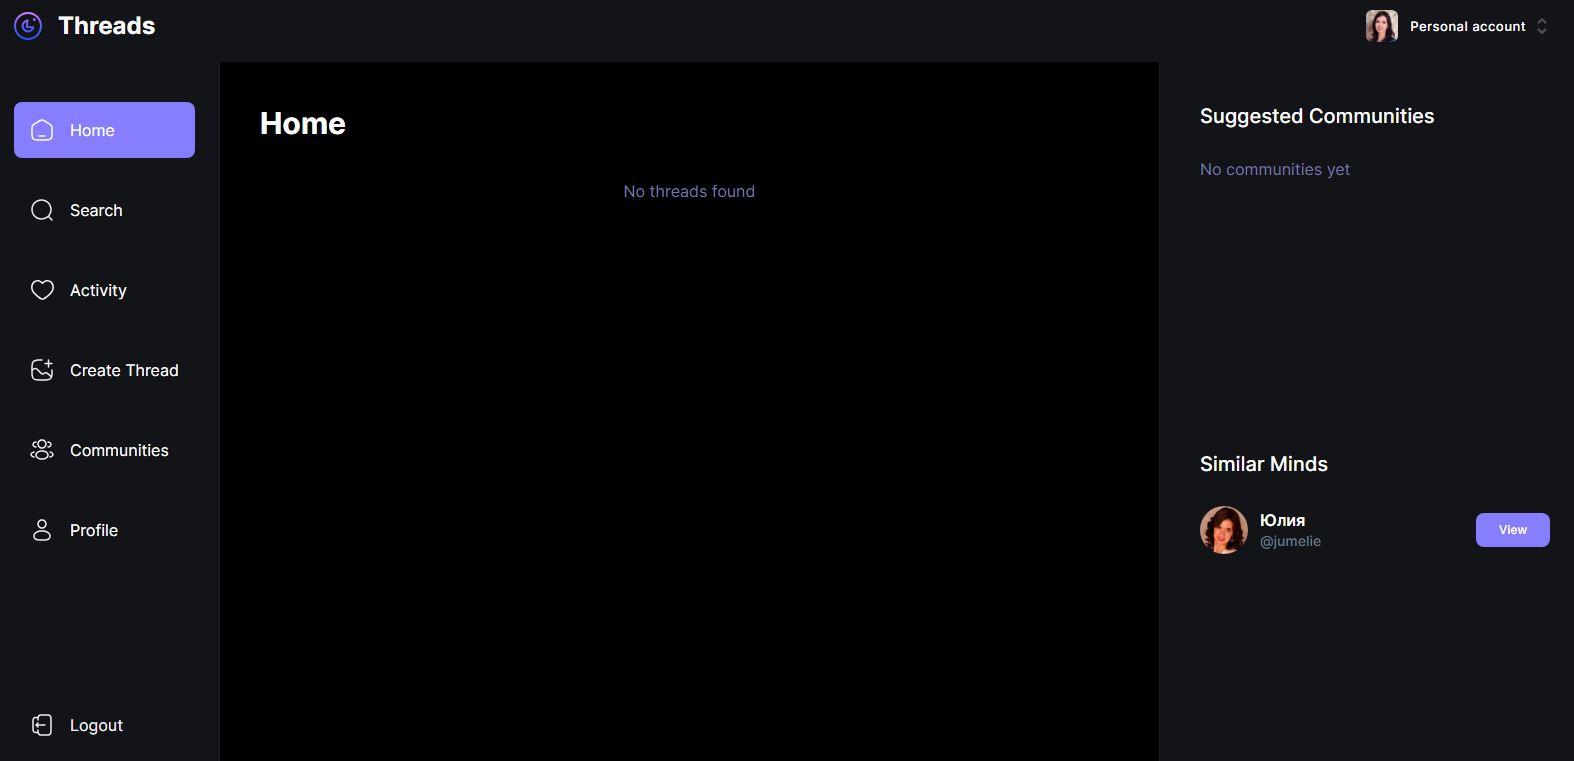 Threads
Personal account
Home
Search
Activity
Create Thread
Communities
Profile
Logout
Home
No threads found
Suggested Communities
No communities yet
Similar Minds
Юлия
@jumelie
View